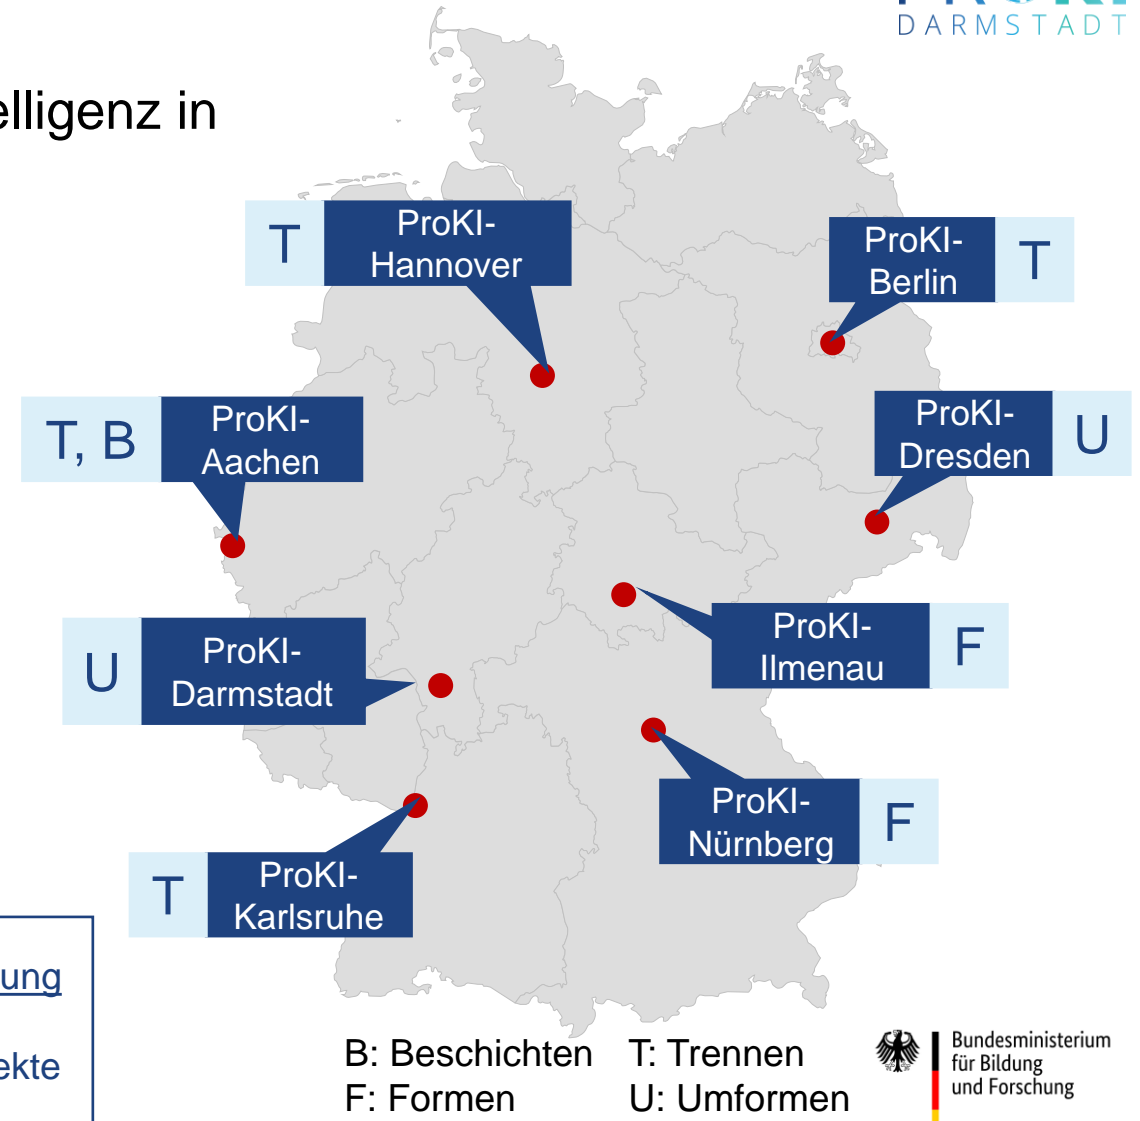 DARMSTADT
elligenz in
T
ProKI-
Hannover
ProKI-
Berlin
T
T, B
ProKI-
Aachen
ProKI-
Dresden
U
U
ProKI-
Darmstadt
ProKI-
Ilmenau
F
ProKI-
Nürnberg
F
T
ProKI-
Karlsruhe
ung
ekte
B: Beschichten
T: Trennen
F: Formen
U: Umformen
Bundesministerium
für Bildung
und Forschung